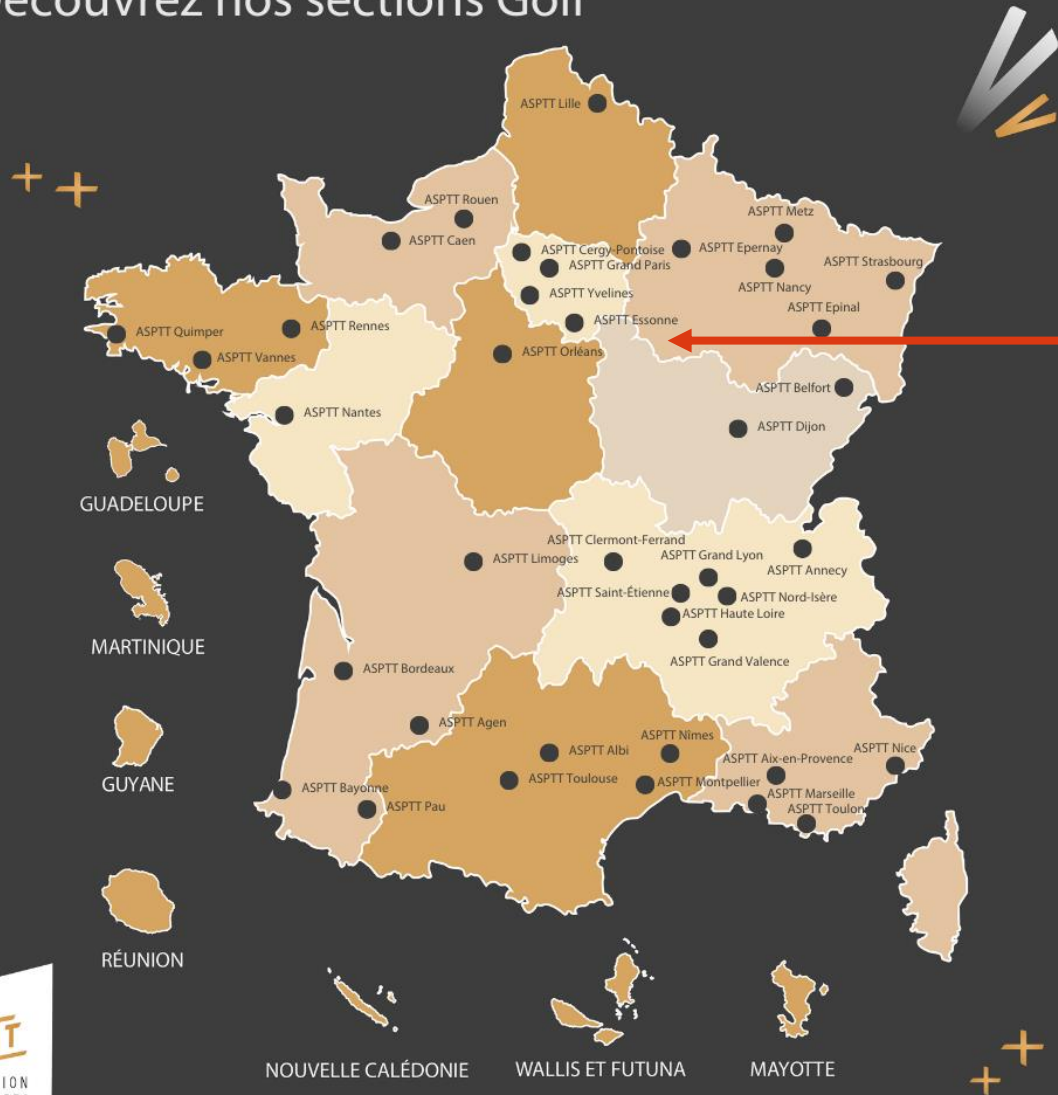 découvrez nos sections Golf
ASPTT Lille
ASPTT Rouen
ASPTT Caen
ASPTT Cergy-Pontoise
ASPTT Grand Paris
ASPTT Yvelines
ASPTT Essonne
ASPTT Metz
ASPTT Epernay
ASPTT Nancy
ASPTT Strasbourg
ASPTT Epinal
ASPTT Quimper
ASPTT Rennes
ASPTT Vannes
ASPTT Orléans
ASPTT Nantes
ASPTT Belfort
ASPTT Dijon
GUADELOUPE
ASPTT Clermont-Ferrand
ASPTT Limoges
ASPTT Grand Lyon
ASPTT Annecy
ASPTT Saint-Étienne
ASPTT Nord-Isère
ASPTT Haute Loire
ASPTT Grand Valence
MARTINIQUE
ASPTT Bordeaux
ASPTT Agen
ASPTT Albi
ASPTT Nîmes
ASPTT Toulouse
ASPTT Montpellier
ASPTT Aix-en-Provence
ASPTT Nice
ASPTT Marseille
ASPTT Toulon
ASPTT Bayonne
ASPTT Pau
GUYANE
RÉUNION
NOUVELLE CALÉDONIE
WALLIS ET FUTUNA
MAYOTTE
T
ION